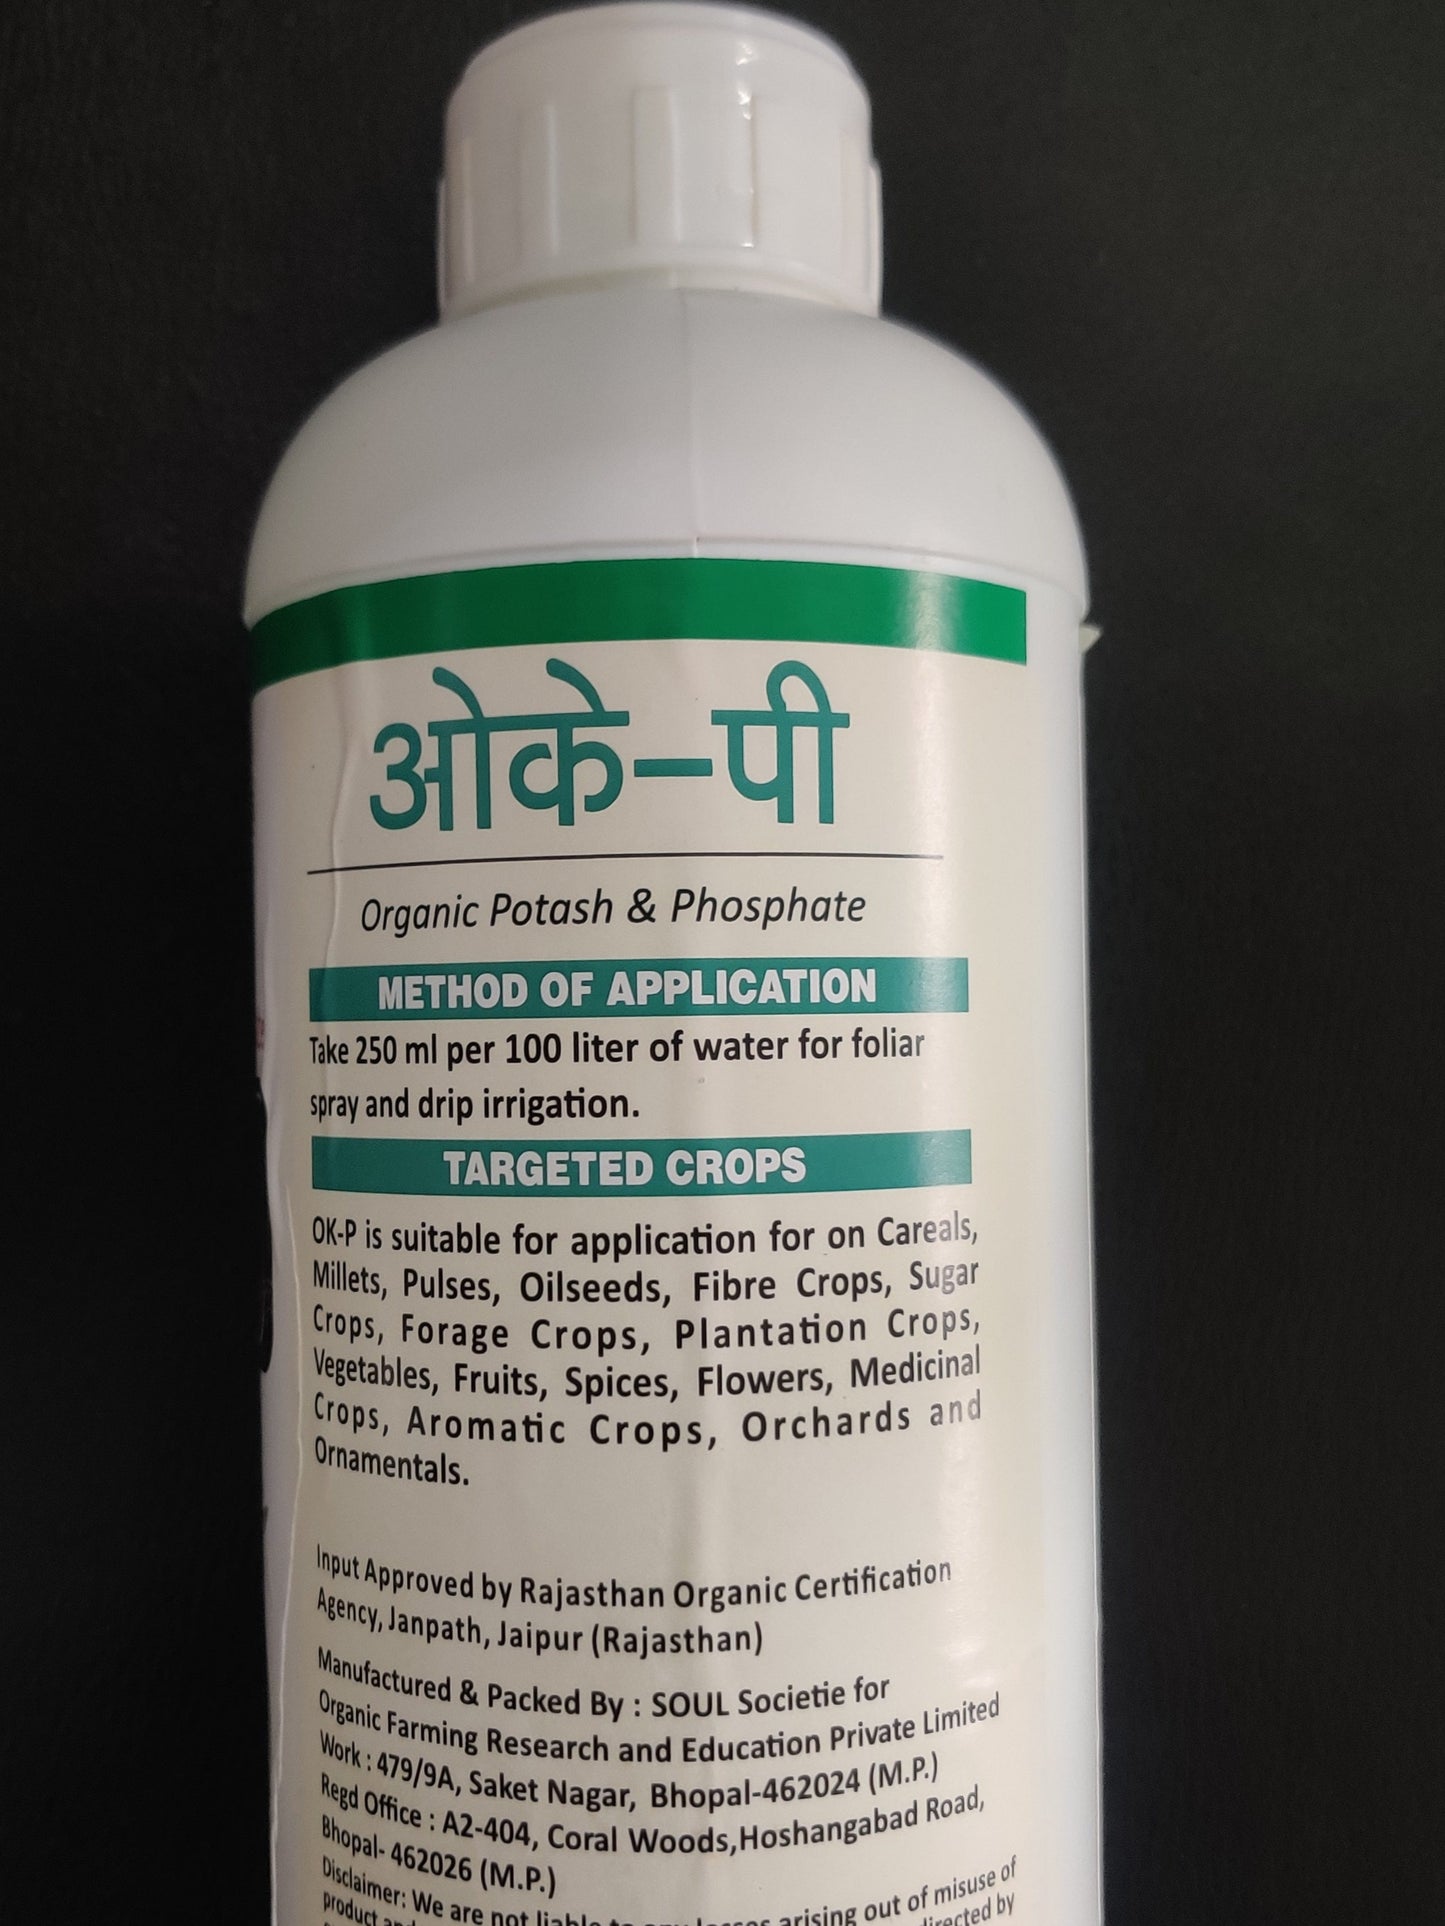 ओके-पी
Organic Potash & Phosphate
METHOD OF APPLICATION
Take 250 ml per 100 liter of water for foliar
spray and drip irrigation.
TARGETED CROPS
OK-P is suitable for application for on Careals,
Millets, Pulses, Oilseeds, Fibre Crops, Sugar
Crops, Forage Crops, Plantation Crops,
Vegetables, Fruits, Spices, Flowers, Medicinal
Crops, Aromatic Crops, Orchards and
Ornamentals.
Input Approved by Rajasthan Organic Certification
Agency, Janpath, Jaipur (Rajasthan)
Manufactured & Packed By : SOUL Societie for
Organic Farming Research and Education Private Limited
Work : 479/9A, Saket Nagar, Bhopal-462024 (M.P.)
Regd Office : A2-404, Coral Woods,Hoshangabad Road,
Bhopal- 462026 (M.P.)
Disclaimer: We are not liable to any losses arising out of misuse of
product